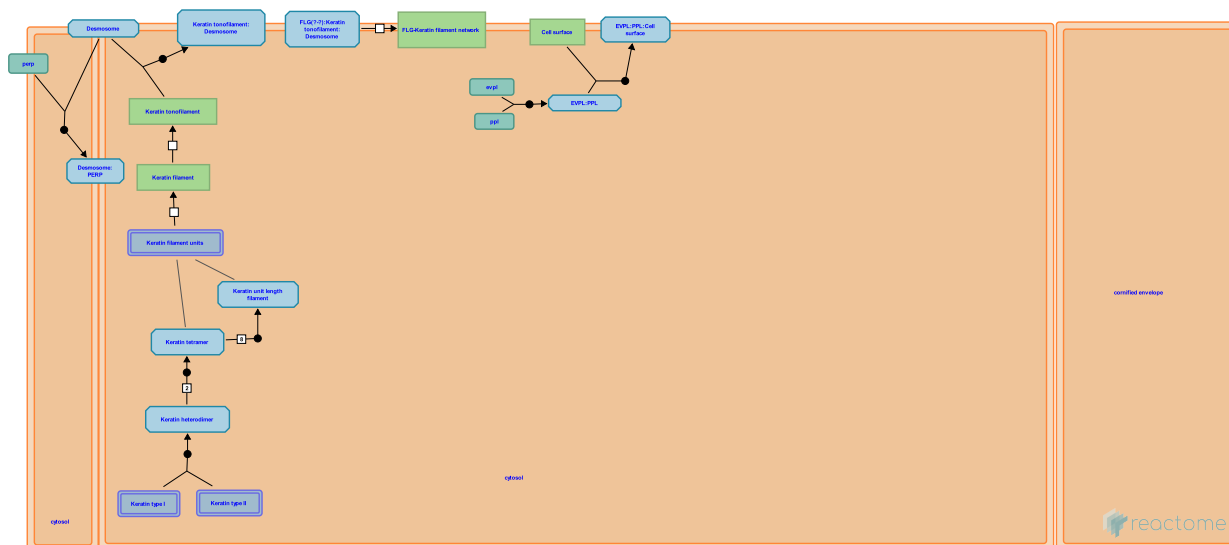 Desmosome
Keratin tonofilament:
Desmosome
FLG(?-?):Keratin
tonofilament:
Desmosome
FLG-Keratin filament network
Cell surface
EVPL:PPL:Cell
surface
perp
evpl
ppl
EVPL:PPL
Keratin tonofilament
Desmosome:
PERP
Keratin filament
Keratin filament units
Keratin unit length
filament
Keratin tetramer
8
2
Keratin heterodimer
Keratin type I
Keratin type II
cytosol
cytosol
cornified envelope
reactome